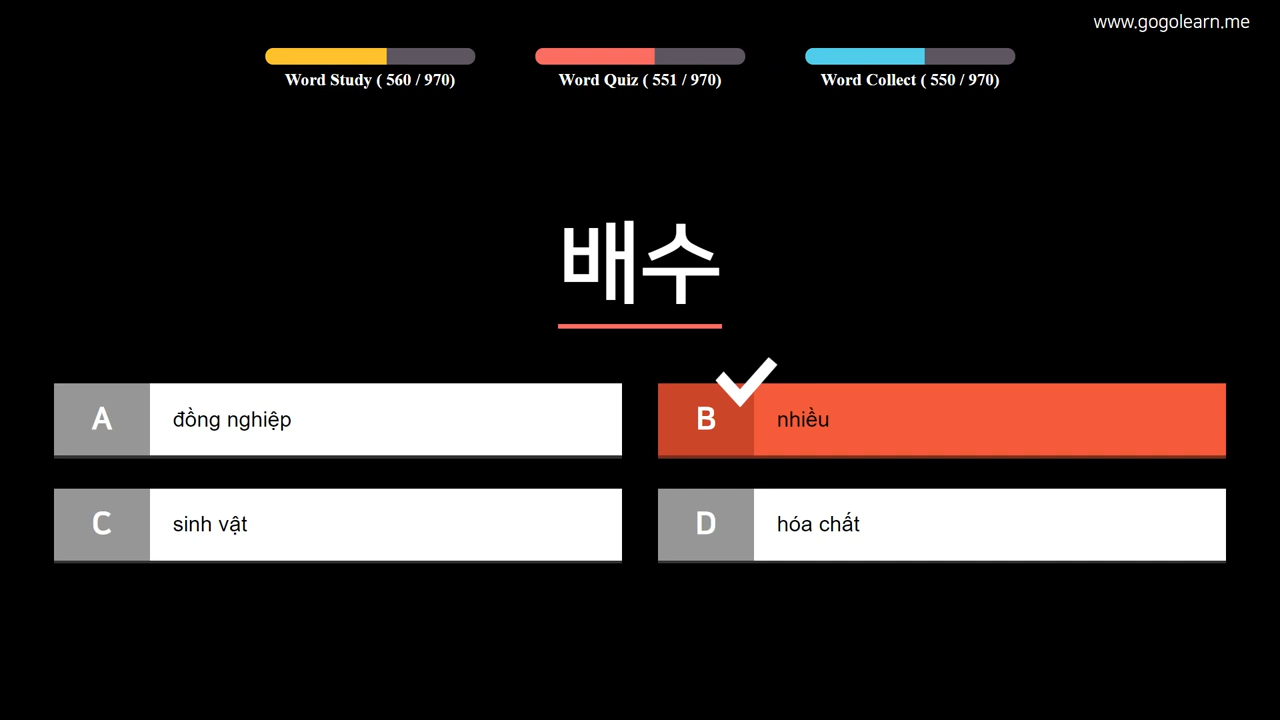 www.gogolearn.me
Word Study ( 560 / 970)
Word Quiz ( 551 / 970)
Word Collect ( 550 / 970)
배수
A
đồng nghiệp
B
nhiều
C
sinh vật
D
hóa chất